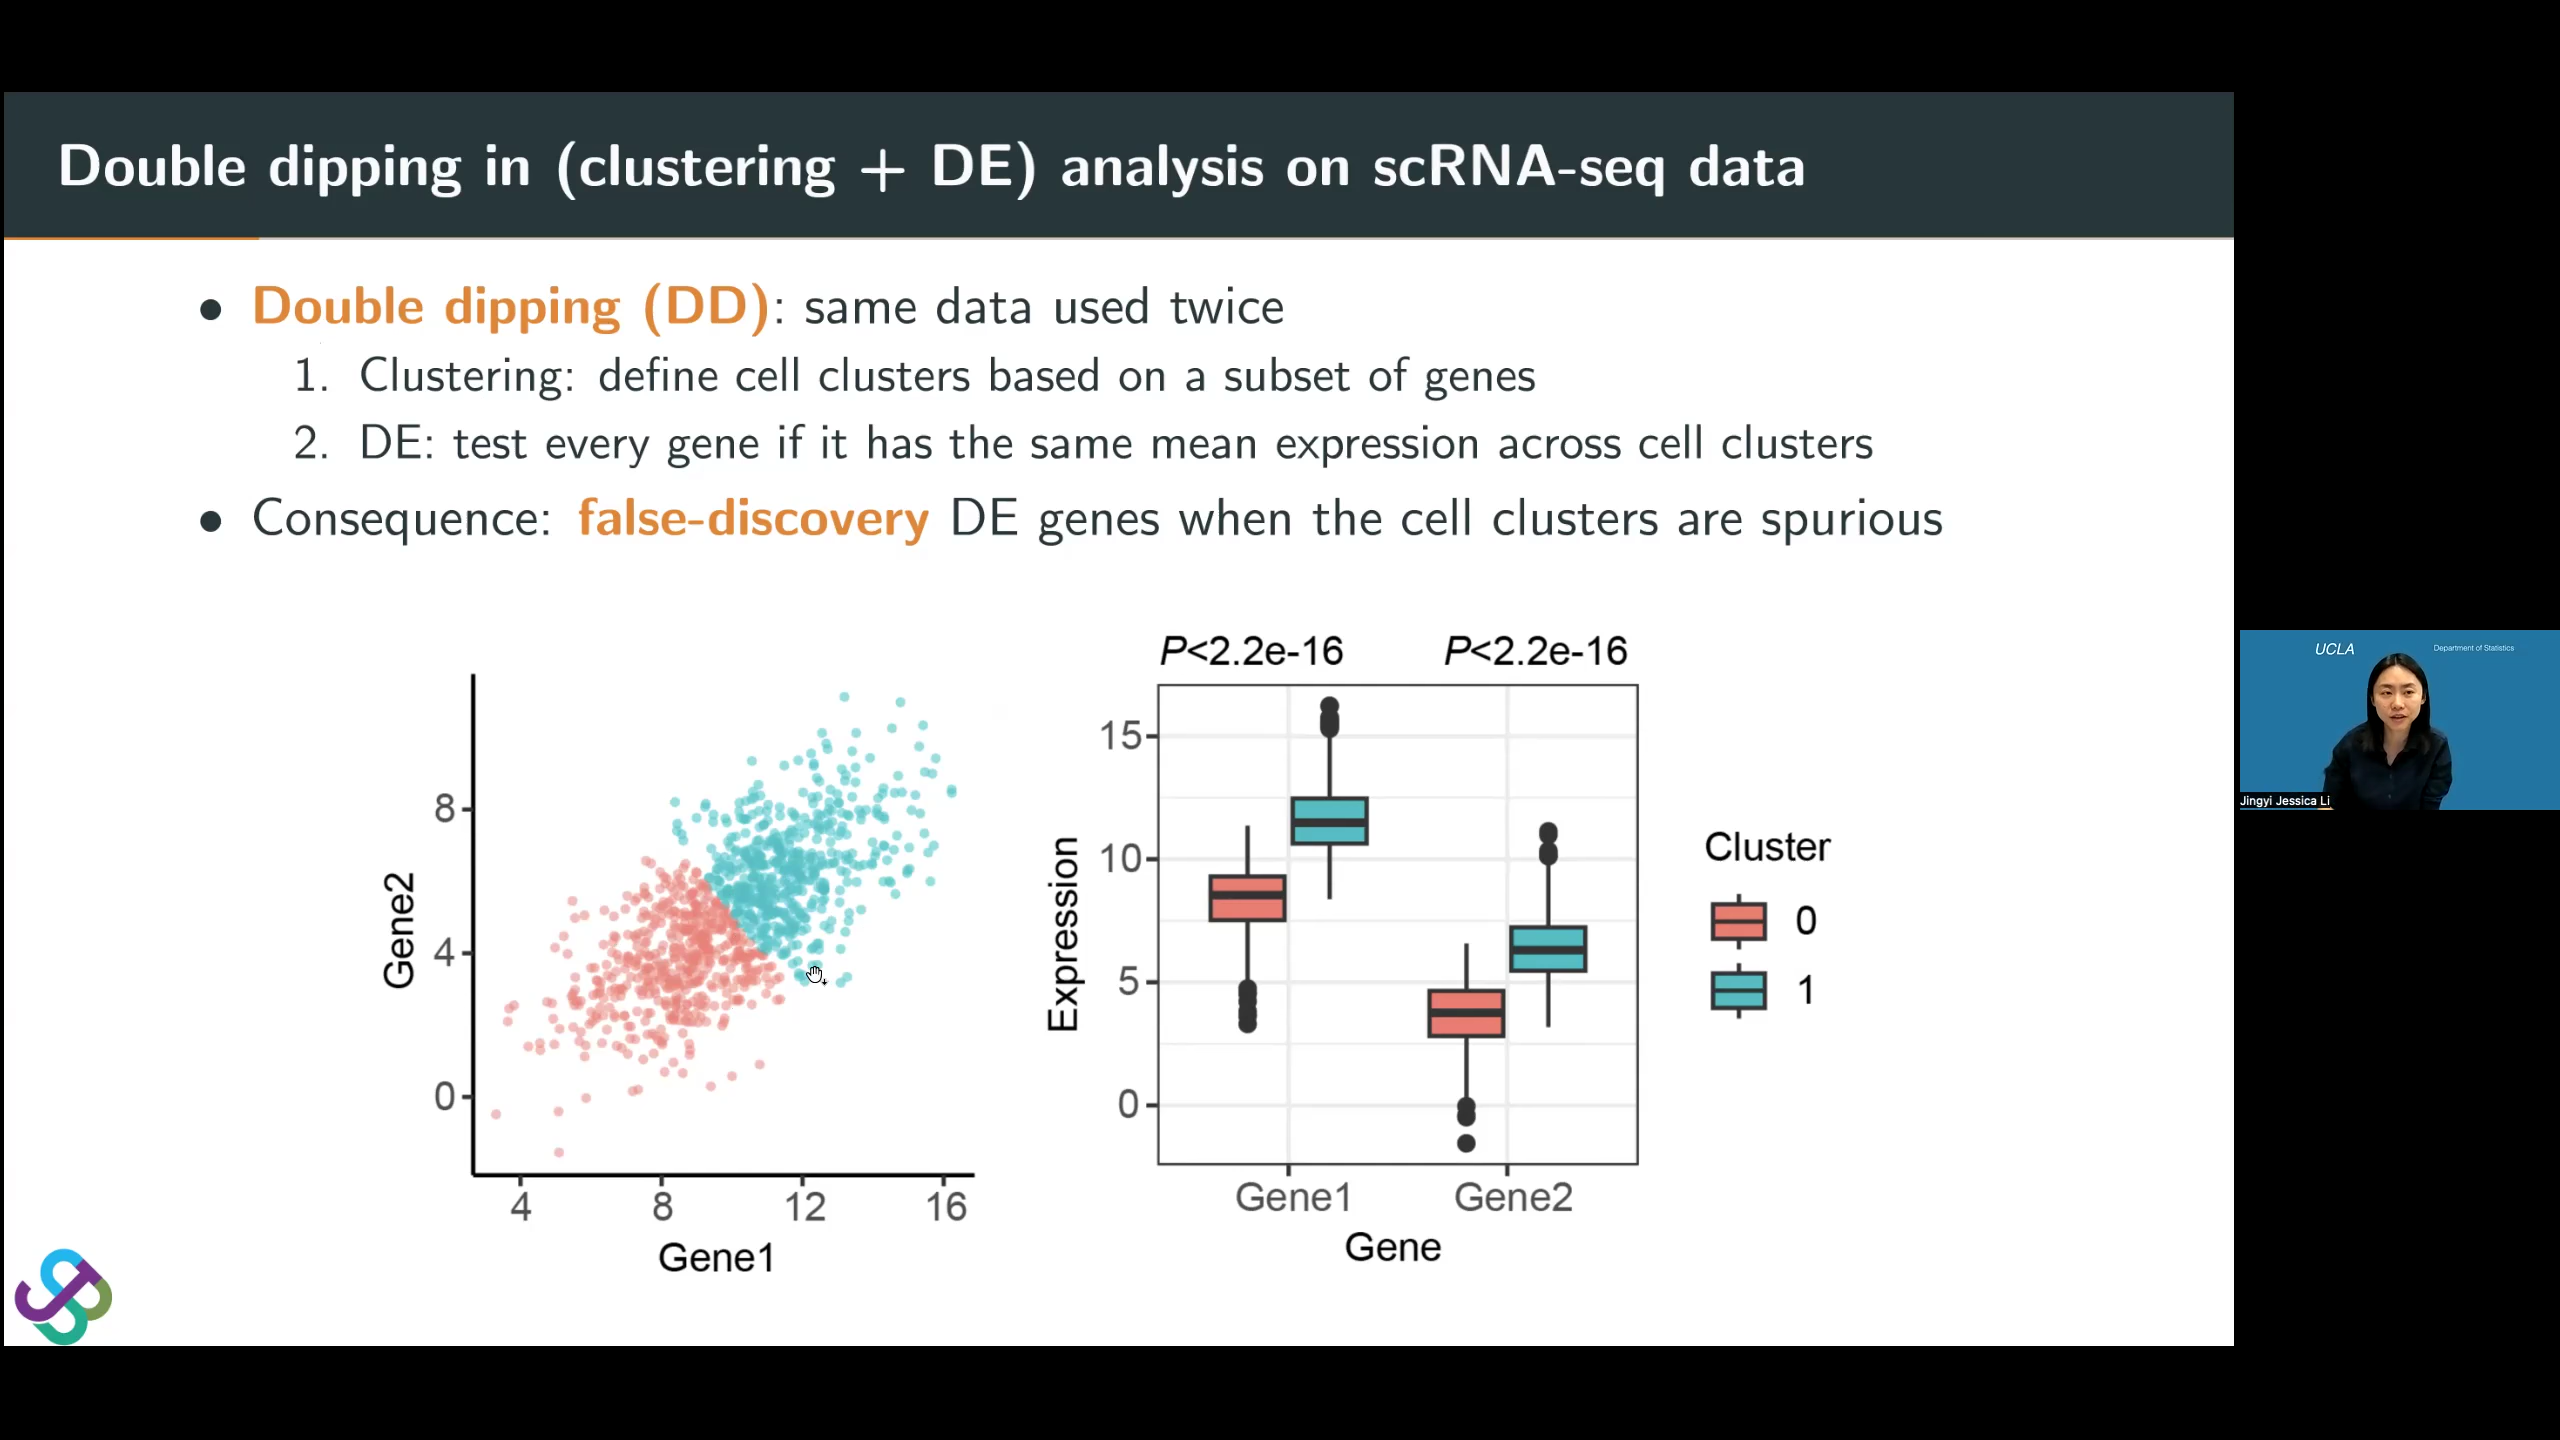 Double dipping in (clustering + DE) analysis on scRNA-seq data
• Double dipping (DD): same data used twice
1. Clustering: define cell clusters based on a subset of genes
2. DE: test every gene if it has the same mean expression across cell clusters
• Consequence: false-discovery DE genes when the cell clusters are spurious
Gene2
8
4
0
4 8 12 16
Gene1
P<2.2e-16 P<2.2e-16
Expression
15
10
5
0
Gene1 Gene2
Gene
Cluster
0
1
UCLA Department of Statistics
Jingyi Jessica Li